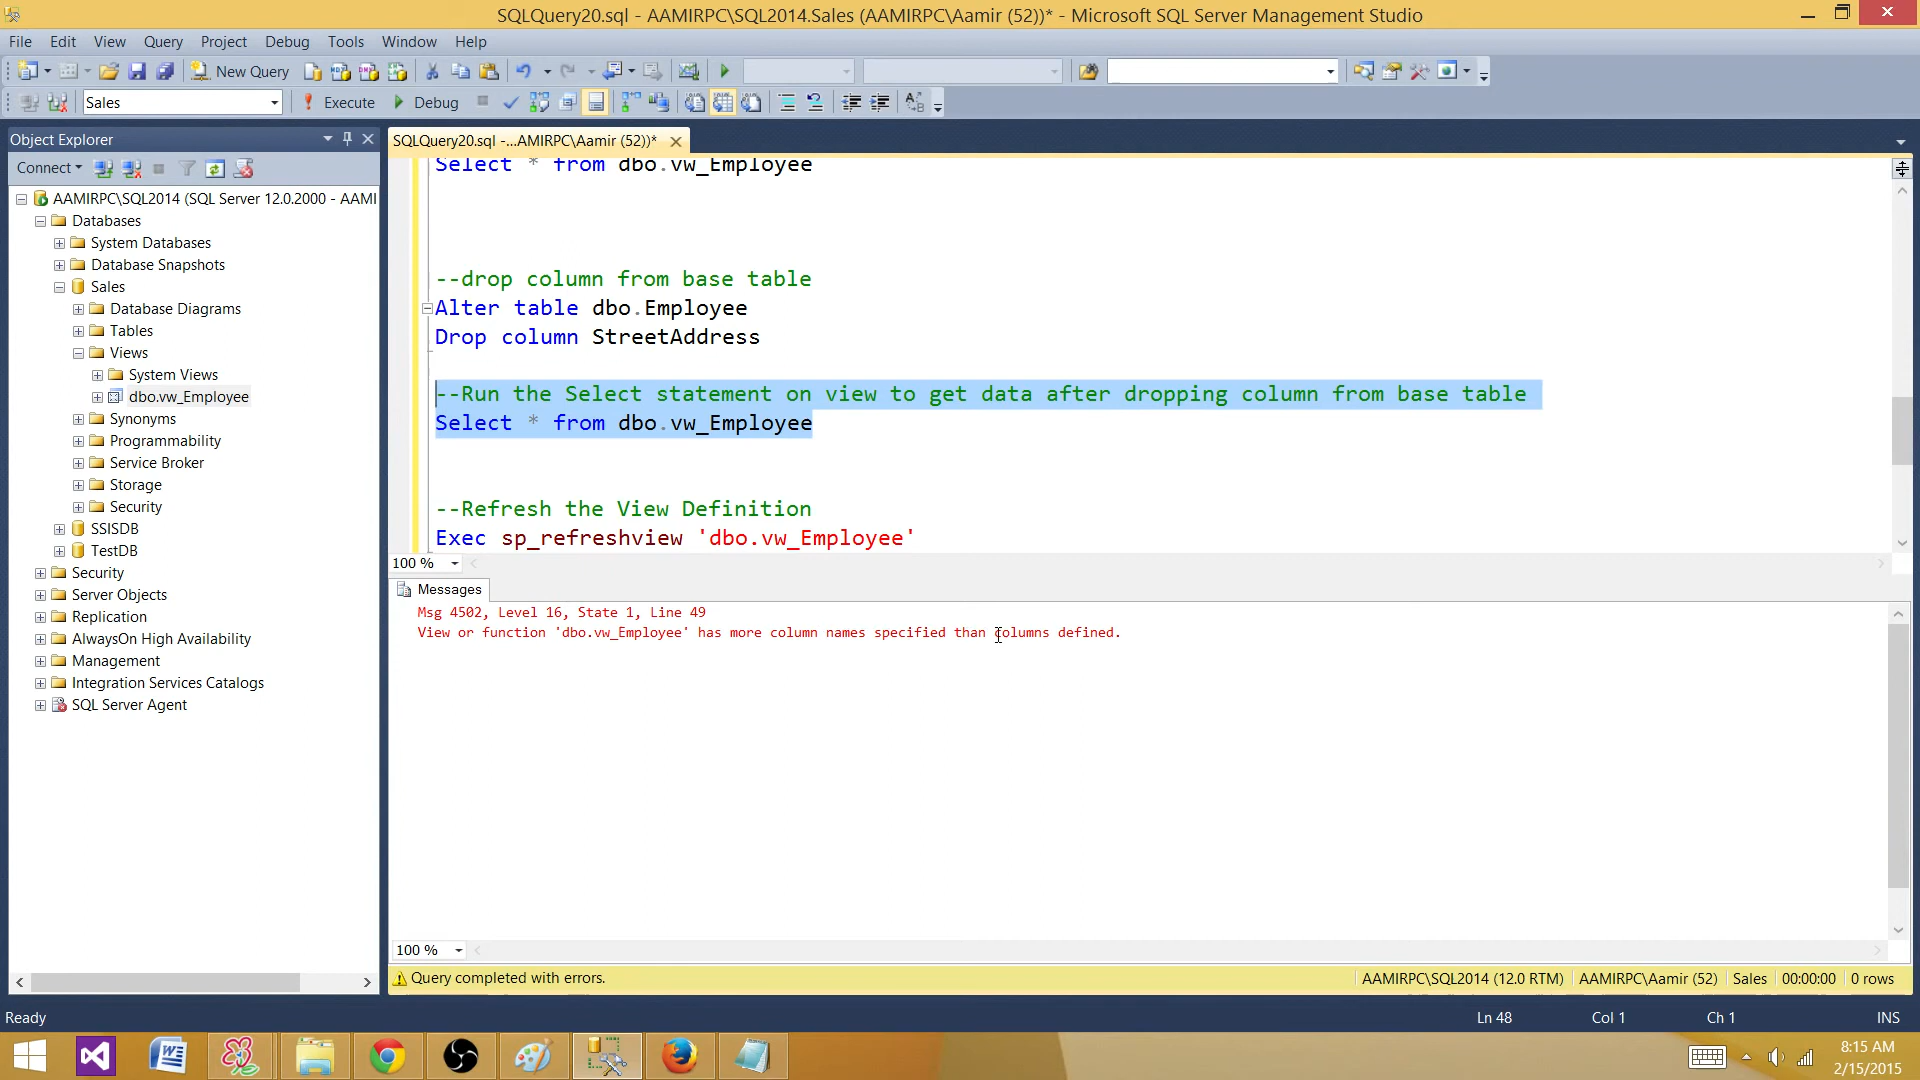 SQLQuery20.sql - AAMIRPC\SQL2014.Sales (AAMIRPC\Aamir (52))* - Microsoft SQL Server Management Studio
File Edit View Query Project Debug Tools Window Help
New Query
Sales Execute Debug
Object Explorer
SQLQuery20.sql -...AMIRPC\Aamir (52))*
Connect
AAMIRPC\SQL2014 (SQL Server 12.0.2000 - AAMI
Databases
System Databases
Database Snapshots
Sales
Database Diagrams
Tables
Views
System Views
dbo.vw_Employee
Synonyms
Programmability
Service Broker
Storage
Security
SSISDB
TestDB
Security
Server Objects
Replication
AlwaysOn High Availability
Management
Integration Services Catalogs
SQL Server Agent
Select * from dbo.vw_Employee
--drop column from base table
Alter table dbo.Employee
Drop column StreetAddress
--Run the Select statement on view to get data after dropping column from base table
Select * from dbo.vw_Employee
--Refresh the View Definition
Exec sp_refreshview 'dbo.vw_Employee'
100 %
Messages
Msg 4502, Level 16, State 1, Line 49
View or function 'dbo.vw_Employee' has more column names specified than columns defined.
100 %
Query completed with errors. AAMIRPC\SQL2014 (12.0 RTM) AAMIRPC\Aamir (52) Sales 00:00:00 0 rows
Ready Ln 48 Col 1 Ch 1 INS
8:15 AM
2/15/2015